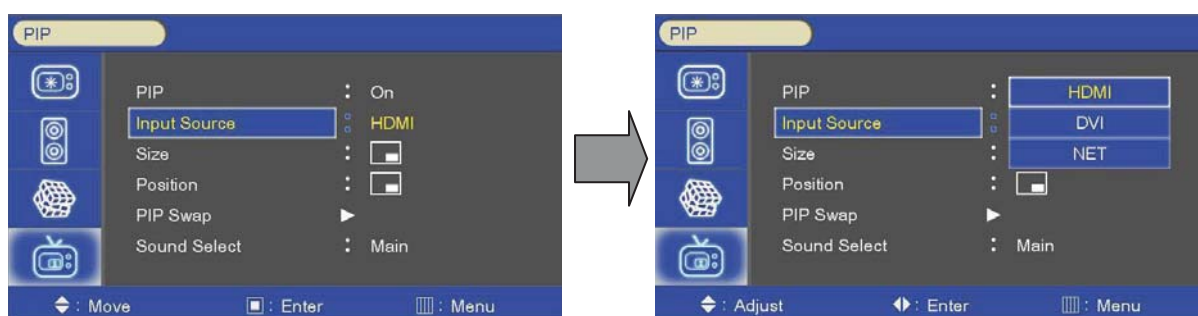 PIP
PIP : On
Input Source : HDMI
Size :
Position :
PIP Swap
Sound Select : Main
: Move : Enter : Menu
PIP
PIP : HDMI
Input Source : DVI
Size : NET
Position :
PIP Swap
Sound Select : Main
: Adjust : Enter : Menu